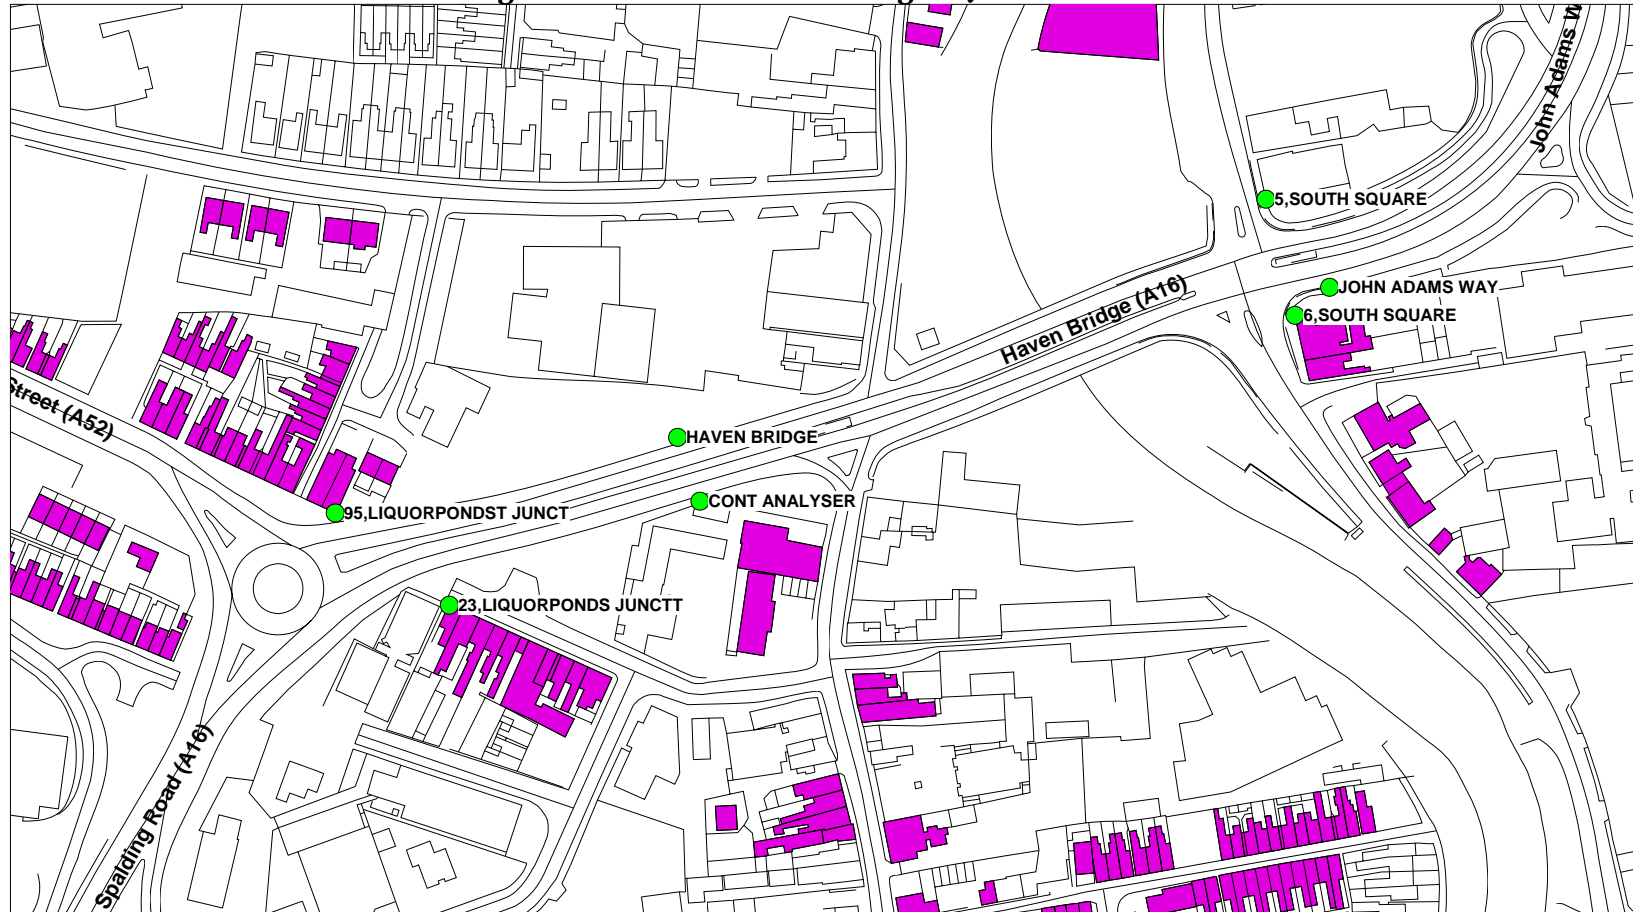 John Adams W
5,SOUTH SQUARE
JOHN ADAMS WAY
6,SOUTH SQUARE
Haven Bridge (A16)
Street (A52)
HAVEN BRIDGE
CONT ANALYSER
95,LIQUORPONDST JUNCT
23,LIQUORPONDS JUNCTT
Spalding Road (A16)